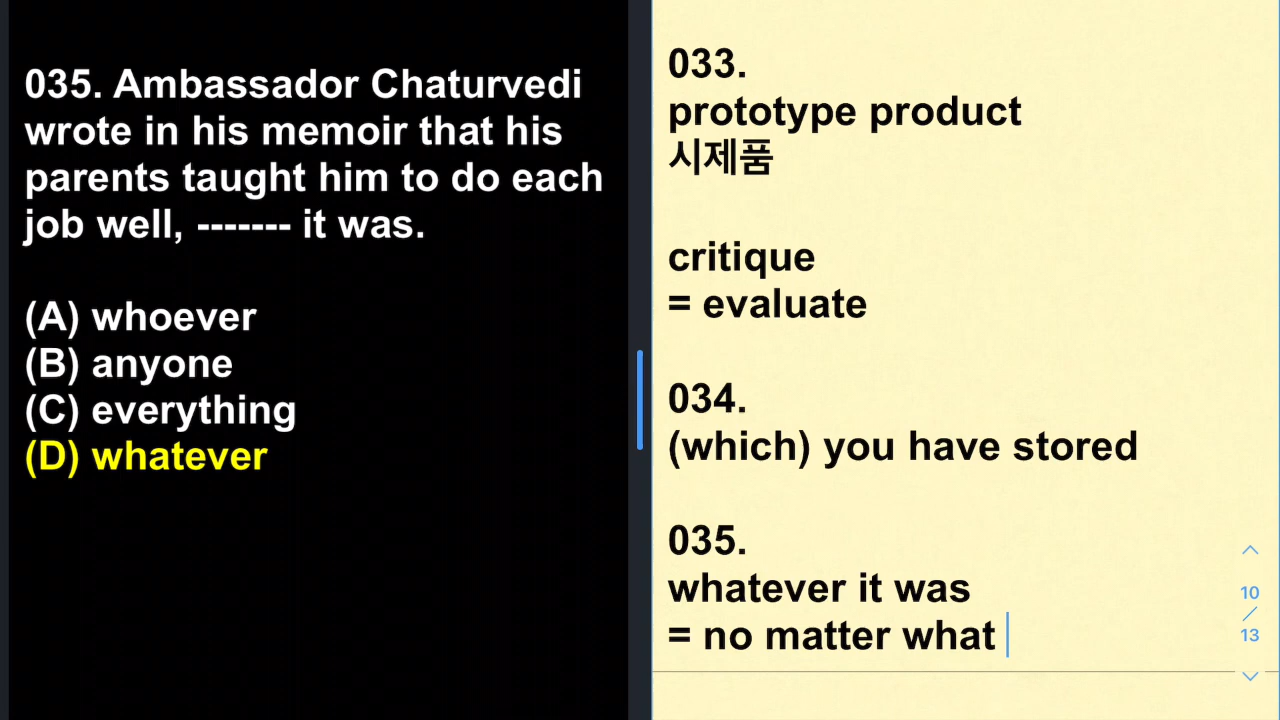 035. Ambassador Chaturvedi
wrote in his memoir that his
parents taught him to do each
job well, ------- it was.
(A) whoever
(B) anyone
(C) everything
(D) whatever
033.
prototype product
시제품
critique
= evaluate
034.
(which) you have stored
035.
whatever it was
= no matter what
10
/
13